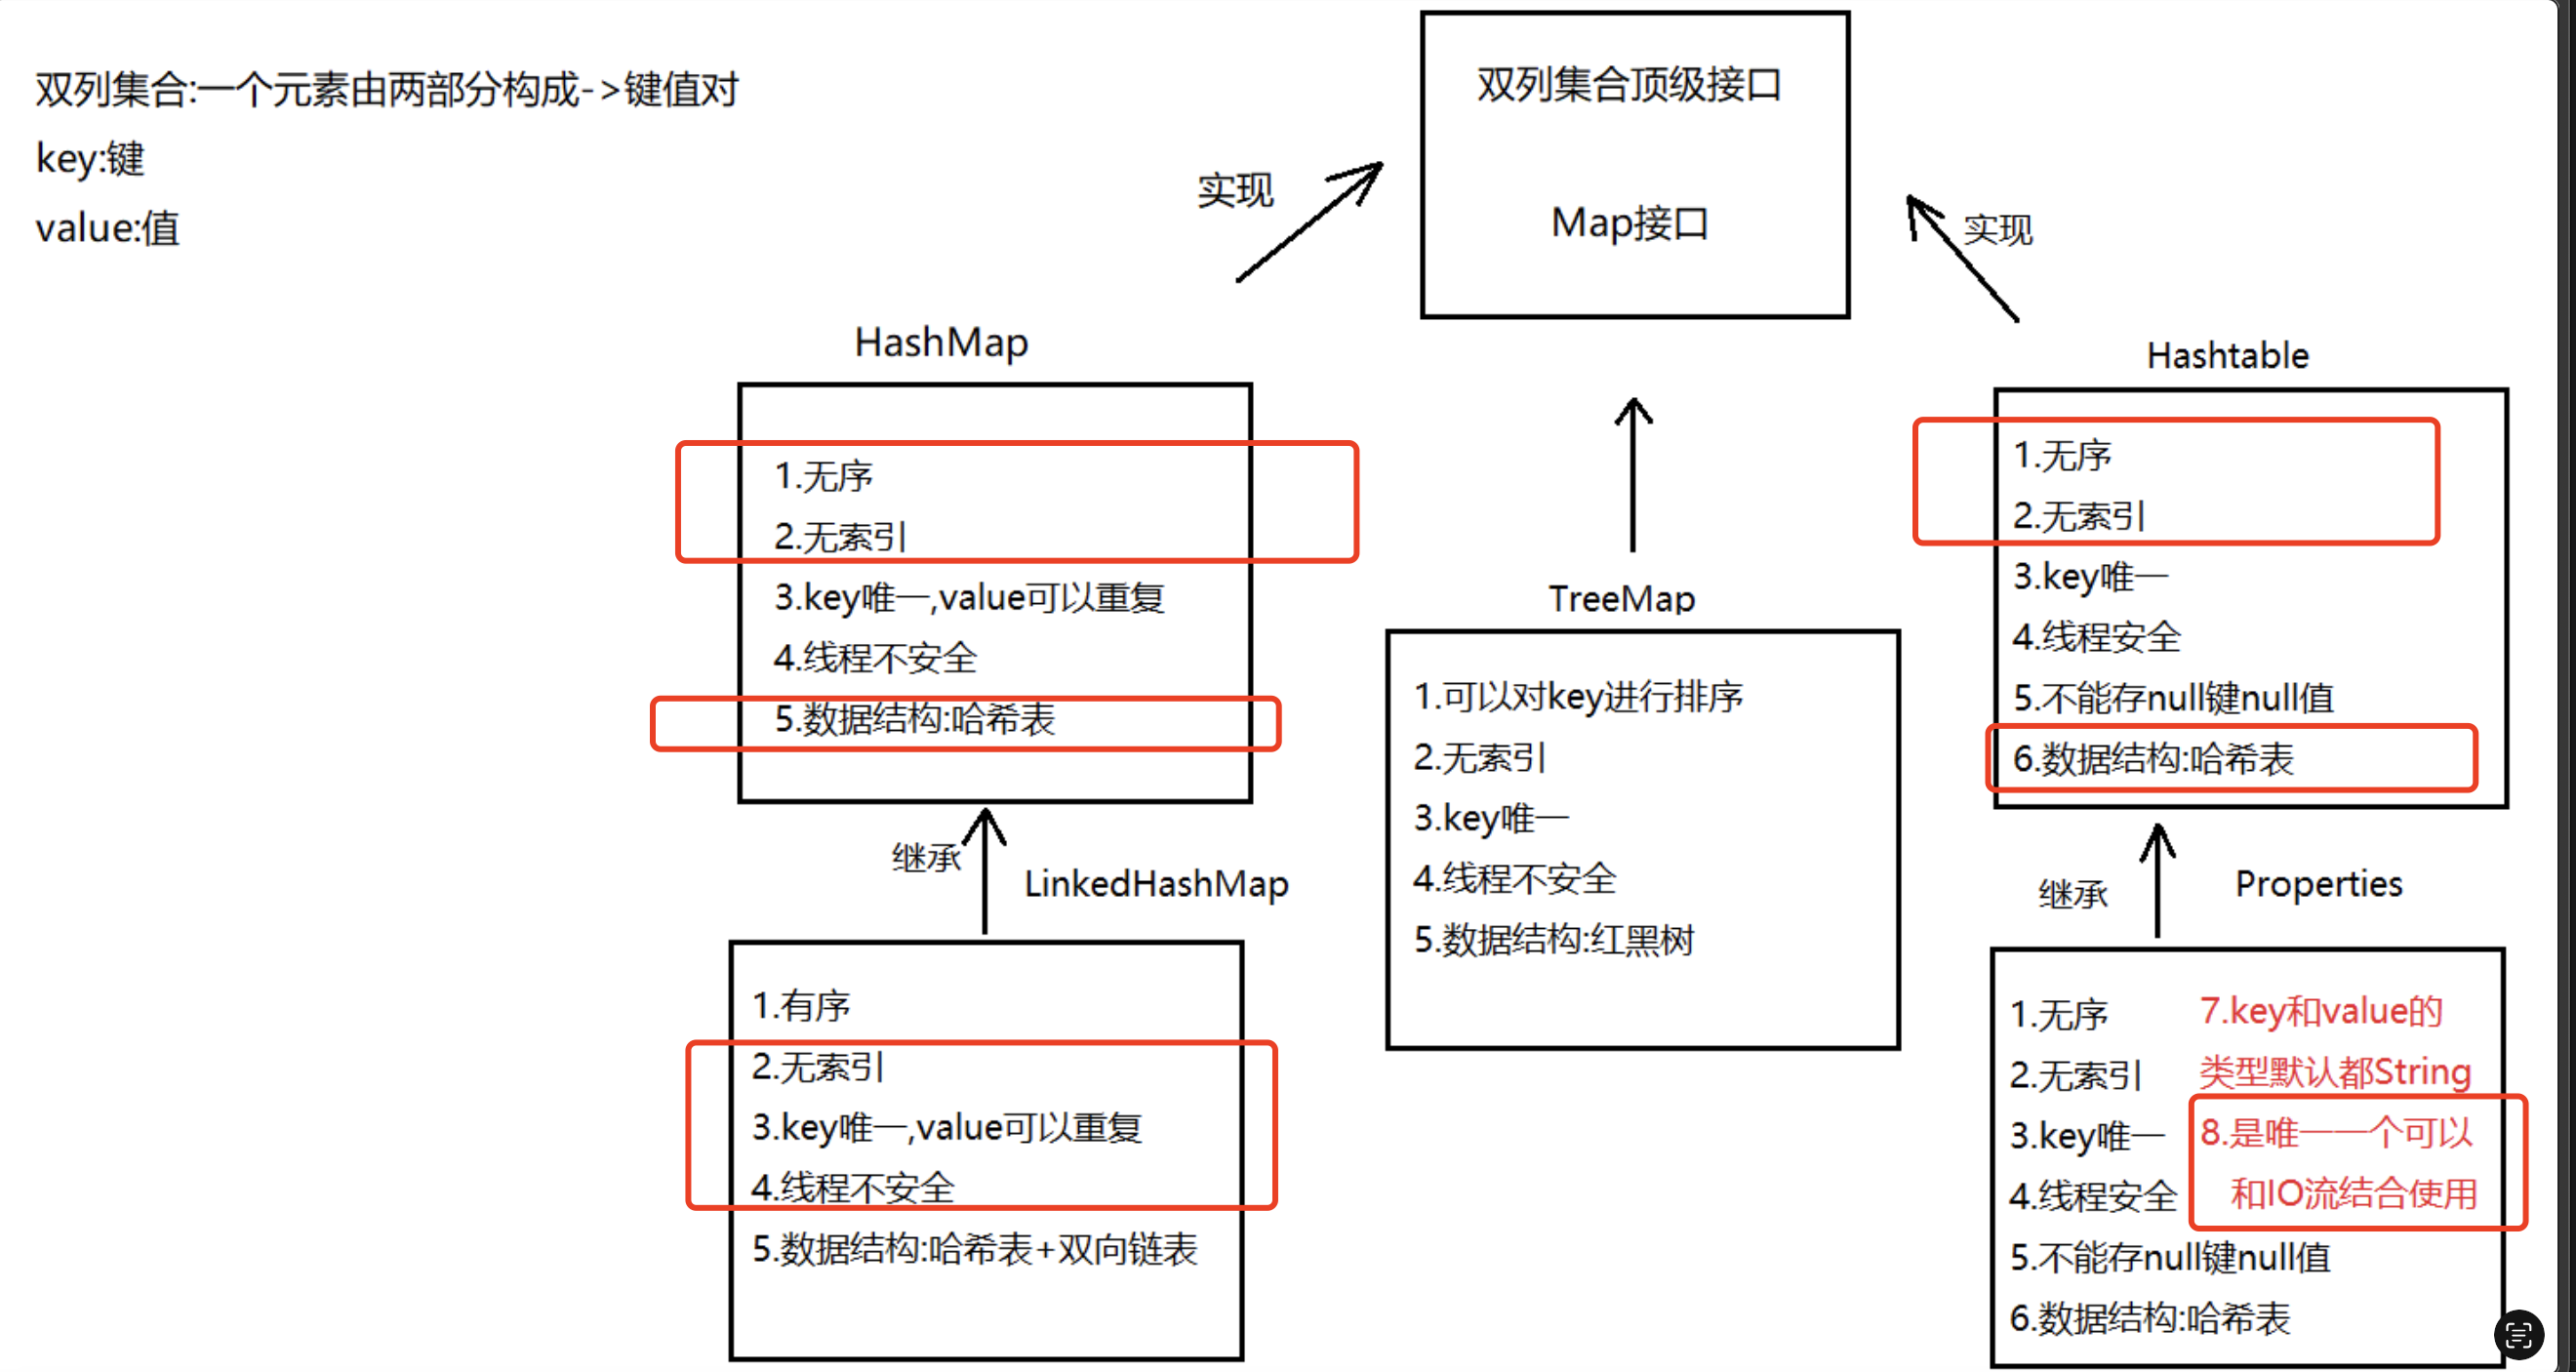 双列集合:一个元素由两部分构成->键值对
key:键
value:值
双列集合顶级接口
Map接口
实现
实现
HashMap
1.无序
2.无索引
3.key唯一,value可以重复
4.线程不安全
5.数据结构:哈希表
继承
LinkedHashMap
1.有序
2.无索引
3.key唯一,value可以重复
4.线程不安全
5.数据结构:哈希表+双向链表
TreeMap
1.可以对key进行排序
2.无索引
3.key唯一
4.线程不安全
5.数据结构:红黑树
Hashtable
1.无序
2.无索引
3.key唯一
4.线程安全
5.不能存null键null值
6.数据结构:哈希表
继承
Properties
1.无序
2.无索引
3.key唯一
4.线程安全
5.不能存null键null值
6.数据结构:哈希表
7.key和value的
类型默认都String
8.是唯一一个可以
和IO流结合使用